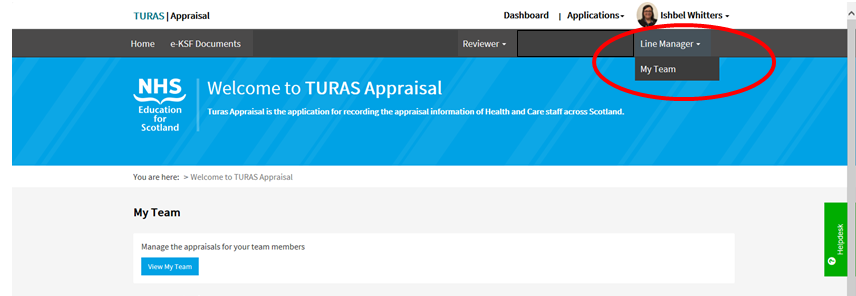 TURAS | Appraisal
Dashboard | Applications Ishbel Whitters
Home e-KSF Documents Reviewer Line Manager
My Team
NHS
Education
for
Scotland
Welcome to TURAS Appraisal
Turas Appraisal is the application for recording the appraisal information of Health and Care staff across Scotland.
You are here: > Welcome to TURAS Appraisal
My Team
Manage the appraisals for your team members
View My Team
Helpdesk
?